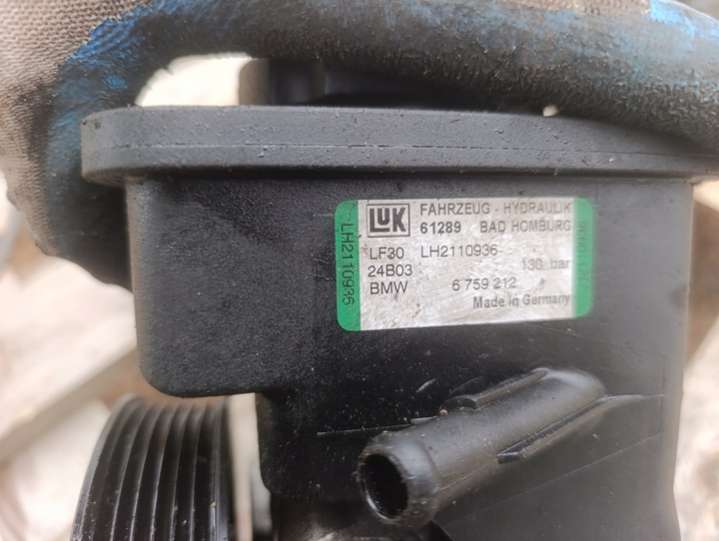 LUK FAHRZEUG - HYDRAULIK
61289 BAD HOMBURG
LF30 LH2110936
24B03 130 bar
BMW 6 759 212
Made in Germany
LH2110936